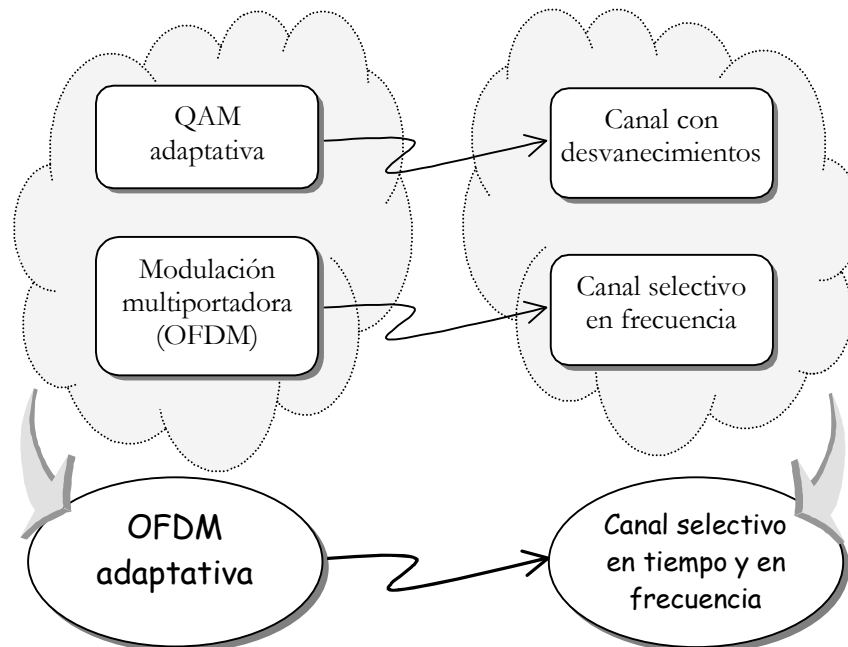 QAM
adaptativa
Canal con
desvanecimientos
Modulación
multiportadora
(OFDM)
Canal selectivo
en frecuencia
OFDM
adaptativa
Canal selectivo
en tiempo y en
frecuencia